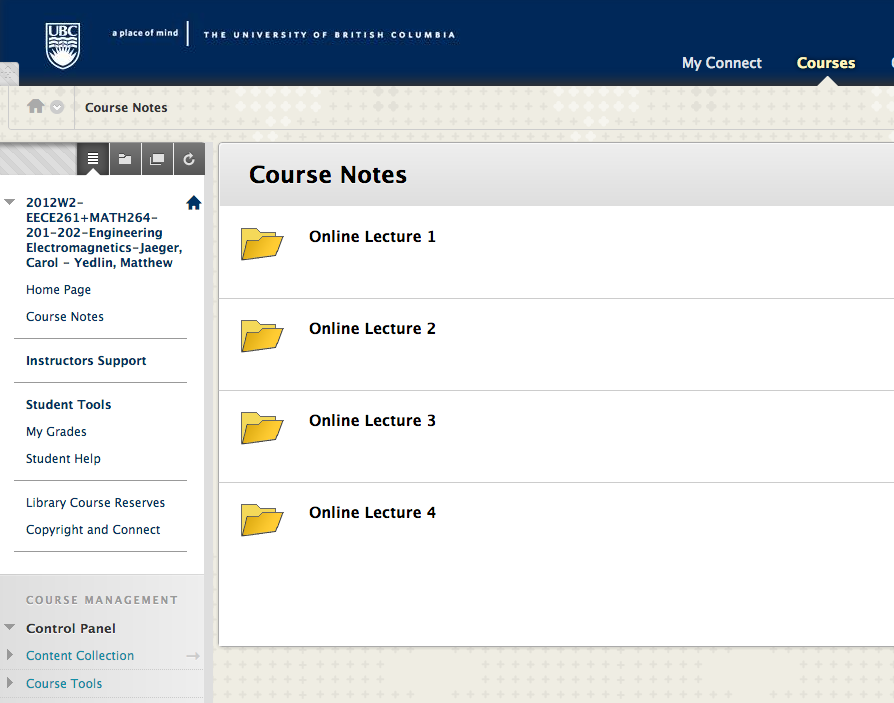 UBC
a place of mind
THE UNIVERSITY OF BRITISH COLUMBIA
My Connect
Courses
Course Notes
Course Notes
2012W2-
EECE261+MATH264-
201-202-Engineering
Electromagnetics-Jaeger,
Carol - Yedlin, Matthew
Home Page
Course Notes
Instructors Support
Student Tools
My Grades
Student Help
Library Course Reserves
Copyright and Connect
COURSE MANAGEMENT
Control Panel
Content Collection
Course Tools
Online Lecture 1
Online Lecture 2
Online Lecture 3
Online Lecture 4